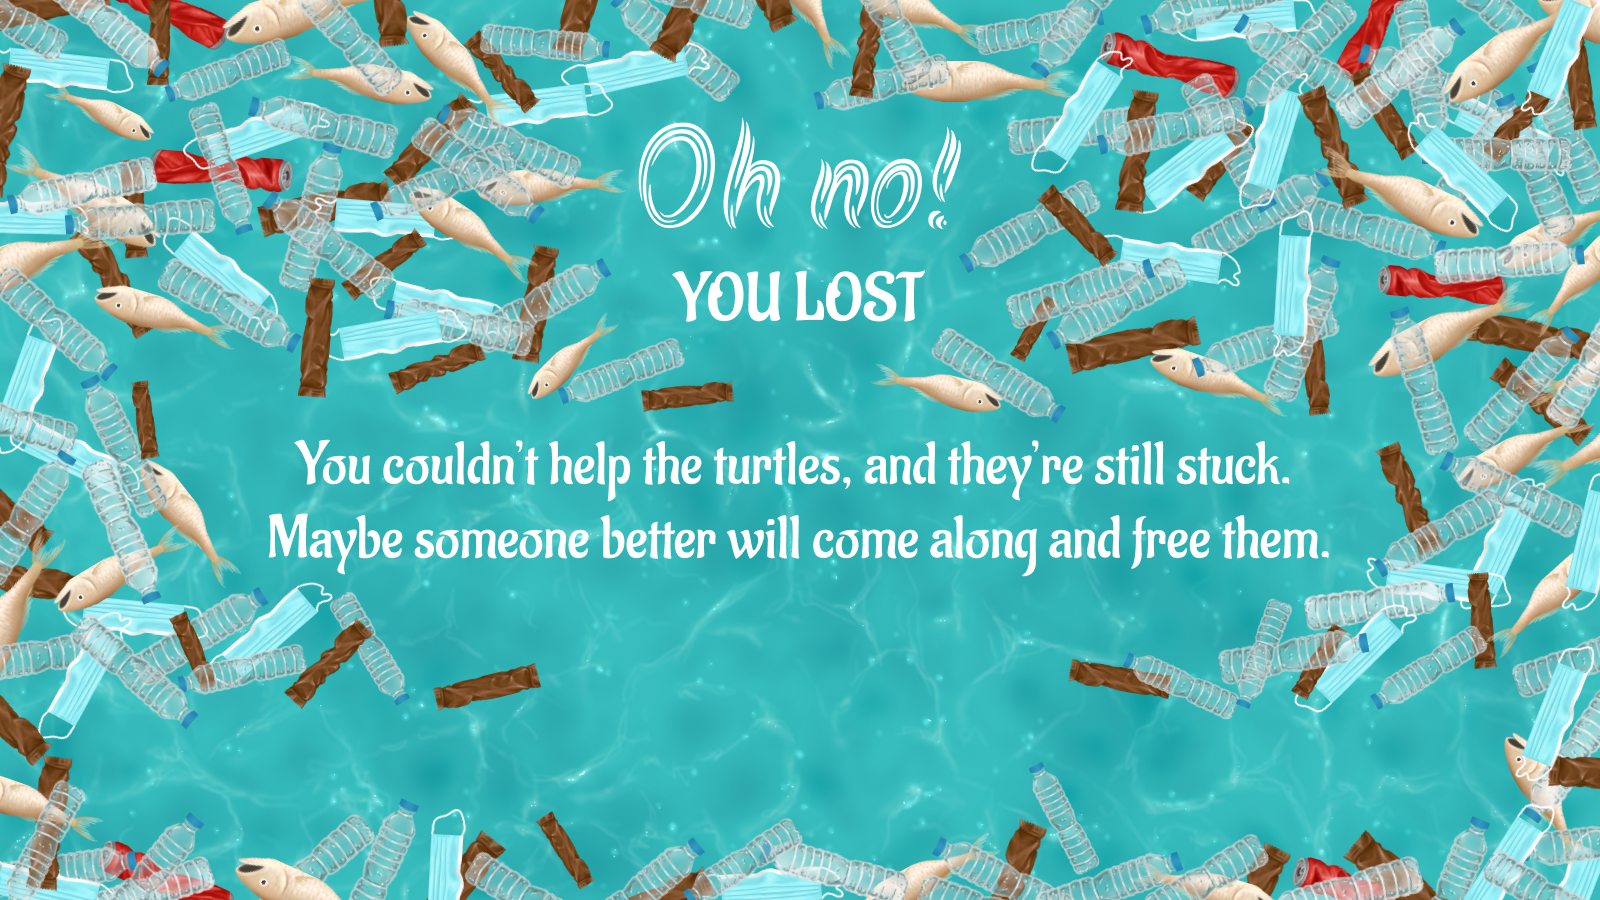 Oh no!
YOU LOST
You couldn't help the turtles, and they're still stuck.
Maybe someone better will come along and free them.